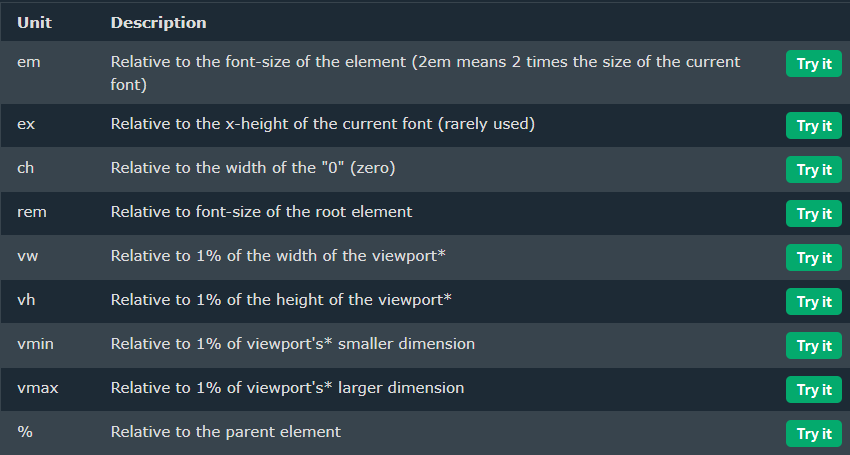 Unit Description
em Relative to the font-size of the element (2em means 2 times the size of the current Try it
font)
ex Relative to the x-height of the current font (rarely used) Try it
ch Relative to the width of the "0" (zero) Try it
rem Relative to font-size of the root element Try it
vw Relative to 1% of the width of the viewport* Try it
vh Relative to 1% of the height of the viewport* Try it
vmin Relative to 1% of viewport's* smaller dimension Try it
vmax Relative to 1% of viewport's* larger dimension Try it
% Relative to the parent element Try it